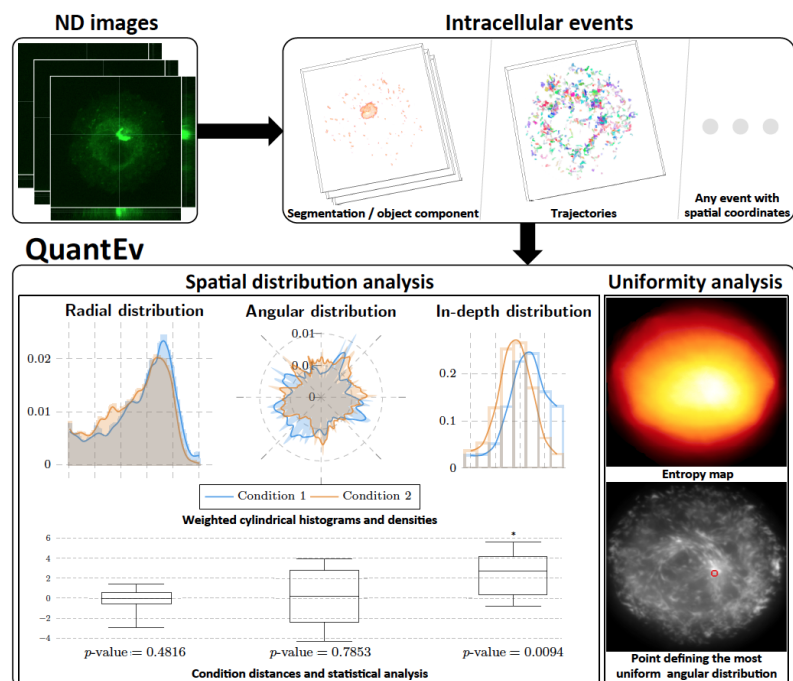 ND images
Intracellular events
Segmentation / object component
Trajectories
Any event with
spatial coordinates
QuantEv
Spatial distribution analysis
Uniformity analysis
Radial distribution
Angular distribution
In-depth distribution
0.02
0.01
0
0.01
0
0.2
0.1
0
Condition 1
Condition 2
Weighted cylindrical histograms and densities
Entropy map
6
4
2
0
−2
−4
*
p-value = 0.4816
p-value = 0.7853
p-value = 0.0094
Condition distances and statistical analysis
Point defining the most
uniform angular distribution